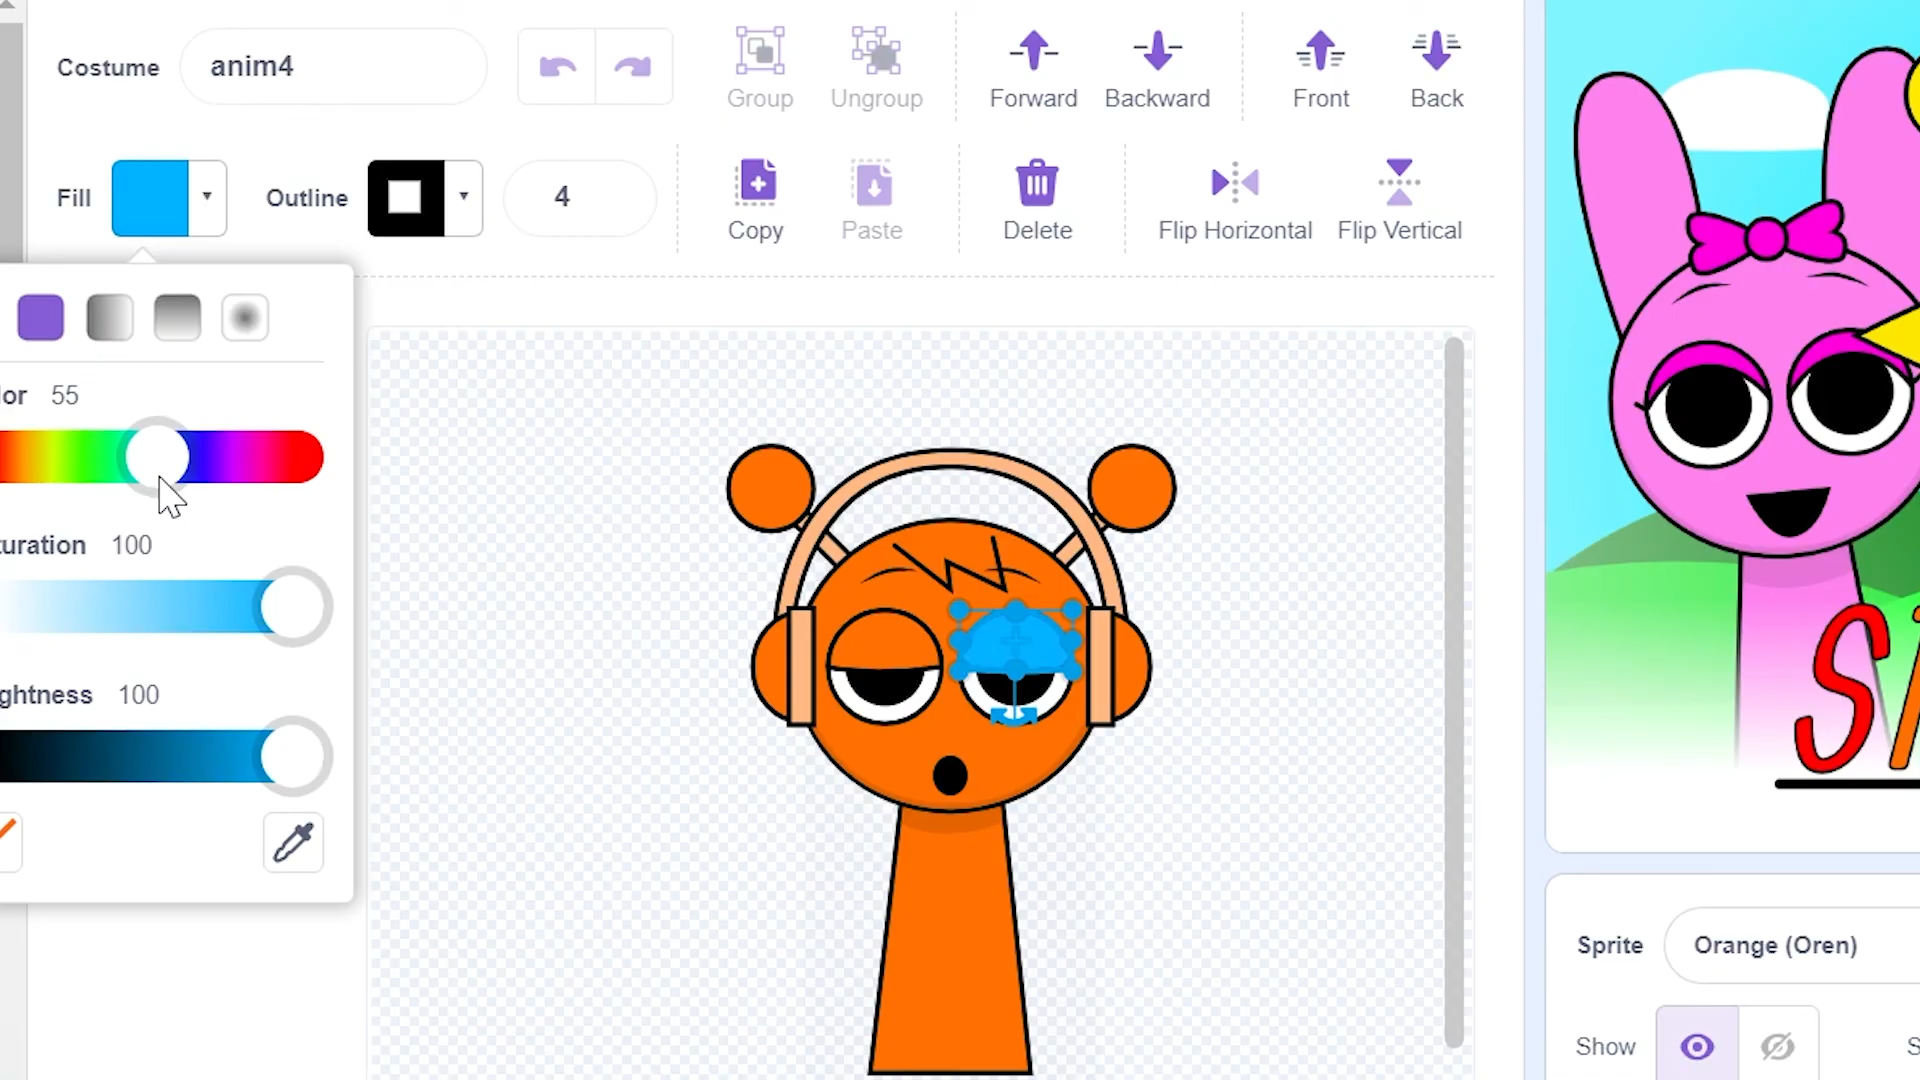 Costume anim4
Group Ungroup Forward Backward Front Back
Fill Outline 4
Copy Paste Delete Flip Horizontal Flip Vertical
lor 55
turation 100
ghtness 100
Sprite Orange (Oren)
Show